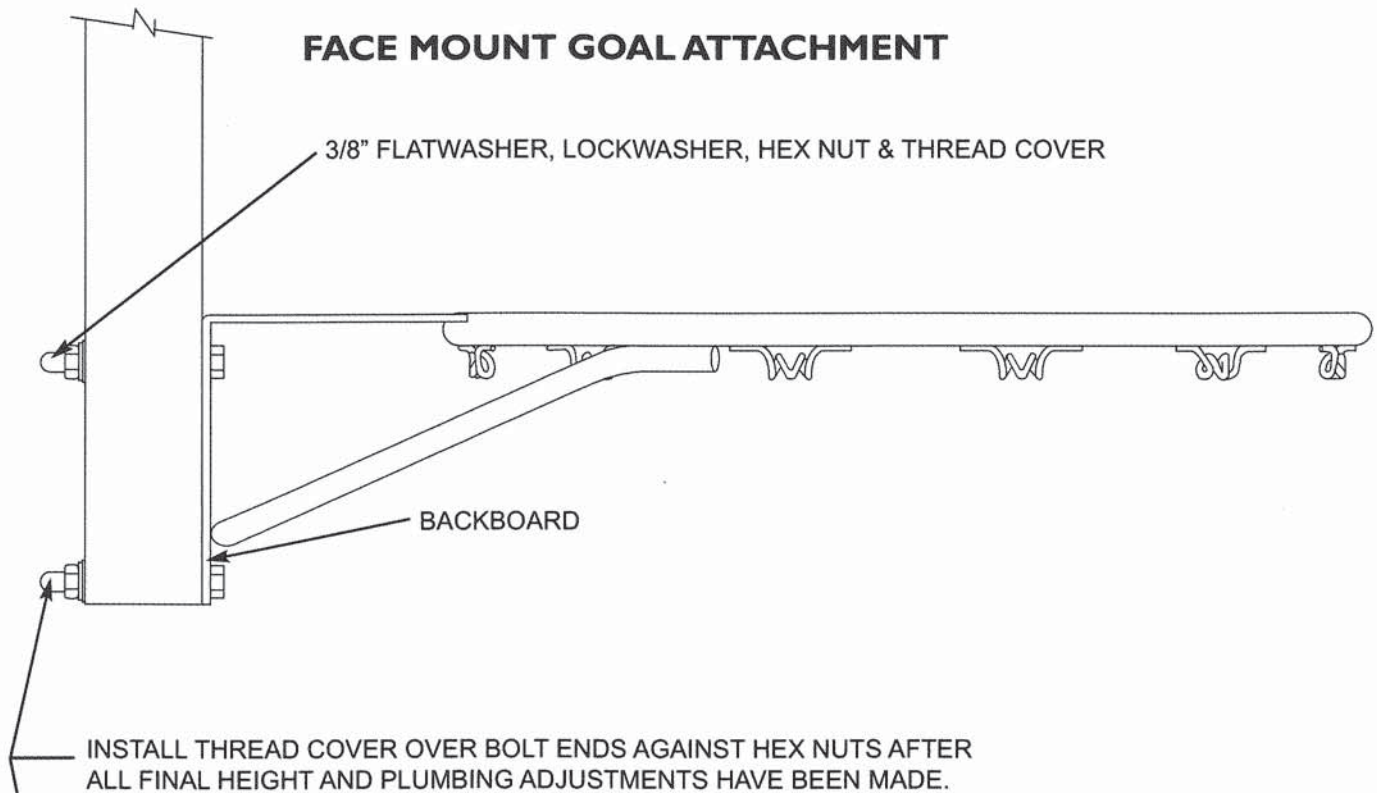 FACE MOUNT GOAL ATTACHMENT
3/8” FLATWASHER, LOCKWASHER, HEX NUT & THREAD COVER
BACKBOARD
INSTALL THREAD COVER OVER BOLT ENDS AGAINST HEX NUTS AFTER
ALL FINAL HEIGHT AND PLUMBING ADJUSTMENTS HAVE BEEN MADE.